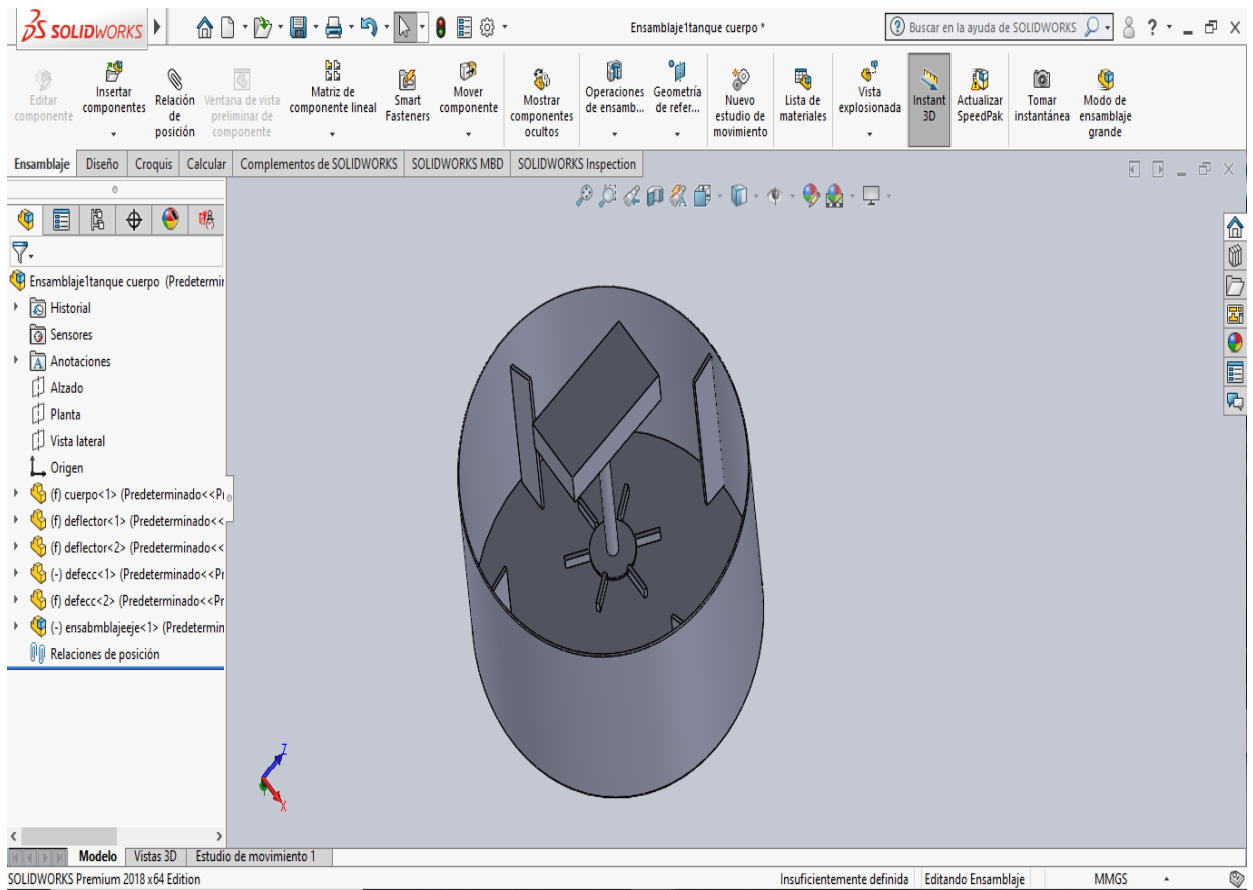 SOLIDWORKS
Ensamblaje1tanque cuerpo *
Buscar en la ayuda de SOLIDWORKS
Editar componente
Insertar componentes
Relación de posición
Ventana de vista preliminar de componente
Matriz de componente lineal
Smart Fasteners
Mover componente
Mostrar componentes ocultos
Operaciones de ensamb...
Geometría de refer...
Nuevo estudio de movimiento
Lista de materiales
Vista explosionada
Instant 3D
Actualizar SpeedPak
Tomar instantánea
Modo de ensamblaje grande
Ensamblaje
Diseño
Croquis
Calcular
Complementos de SOLIDWORKS
SOLIDWORKS MBD
SOLIDWORKS Inspection
Ensamblaje1tanque cuerpo (Predetermin
Historial
Sensores
Anotaciones
Alzado
Planta
Vista lateral
Origen
(f) cuerpo<1> (Predeterminado<<Pr
(f) deflector<1> (Predeterminado<<
(f) deflector<2> (Predeterminado<<
(-) defecc<1> (Predeterminado<<Pr
(f) defecc<2> (Predeterminado<<Pr
(-) ensabmblajeeje<1> (Predetermin
Relaciones de posición
Z
X
Modelo
Vistas 3D
Estudio de movimiento 1
SOLIDWORKS Premium 2018 x64 Edition
Insuficientemente definida
Editando Ensamblaje
MMGS